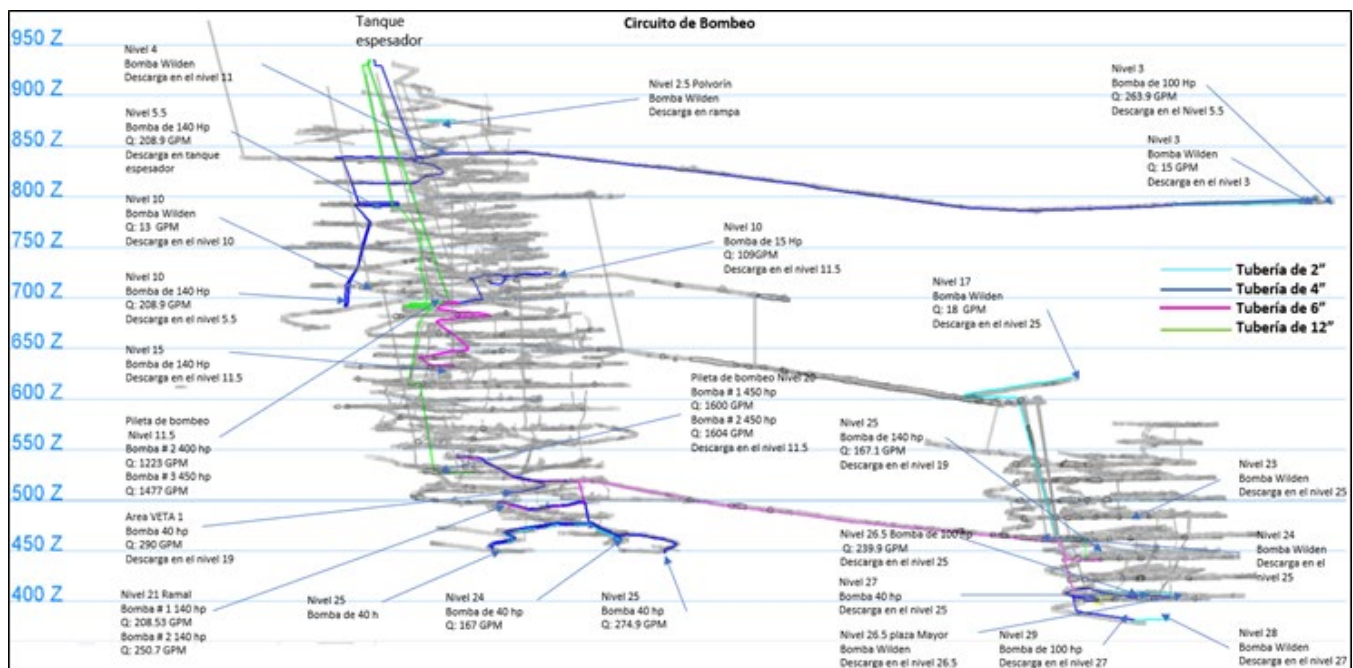 Circuito de Bombeo
Tanque
espesador
950 Z
900 Z
850 Z
800 Z
750 Z
700 Z
650 Z
600 Z
550 Z
500 Z
450 Z
400 Z
Nivel 4
Bomba Wilden
Descarga en el nivel 11
Nivel 5.5
Bomba de 140 Hp
Q: 208.9 GPM
Descarga en tanque
espesador
Nivel 10
Bomba Wilden
Q: 13 GPM
Descarga en el nivel 10
Nivel 10
Bomba de 140 Hp
Q: 208.9 GPM
Descarga en el nivel 5.5
Nivel 15
Bomba de 140 Hp
Descarga en el nivel 11.5
Pileta de bombeo
Nivel 11.5
Bomba # 2 400 hp
Q: 1223 GPM
Bomba # 3 450 hp
Q: 1477 GPM
Area VETA 1
Bomba 40 hp
Q: 290 GPM
Descarga en el nivel 19
Nivel 21 Ramal
Bomba # 1 140 hp
Q: 208.53 GPM
Bomba # 2 140 hp
Q: 250.7 GPM
Nivel 2.5 Polvorín
Bomba Wilden
Descarga en rampa
Nivel 3
Bomba de 100 Hp
Q: 263.9 GPM
Descarga en el Nivel 5.5
Nivel 3
Bomba Wilden
Q: 15 GPM
Descarga en el nivel 3
Nivel 10
Bomba de 15 Hp
Q: 109GPM
Descarga en el nivel 11.5
Nivel 17
Bomba Wilden
Q: 18 GPM
Descarga en el nivel 25
Tubería de 2”
Tubería de 4”
Tubería de 6”
Tubería de 12”
Pileta de bombeo Nivel 20
Bomba # 1 450 hp
Q: 1600 GPM
Bomba # 2 450 hp
Q: 1604 GPM
Descarga en el nivel 11.5
Nivel 25
Bomba de 140 hp
Q: 167.1 GPM
Descarga en el nivel 19
Nivel 23
Bomba Wilden
Descarga en el nivel 25
Nivel 24
Bomba Wilden
Descarga en el
nivel 25
Nivel 26.5 Bomba de 100 hp
Q: 239.9 GPM
Descarga en el nivel 25
Nivel 27
Bomba 40 hp
Descarga en el nivel 25
Nivel 26.5 plaza Mayor
Bomba Wilden
Descarga en el nivel 26.5
Nivel 29
Bomba de 100 hp
Descarga en el nivel 27
Nivel 28
Bomba Wilden
Descarga en el nivel 27
Nivel 25
Bomba de 40 h
Nivel 24
Bomba de 40 hp
Q: 167 GPM
Nivel 25
Bomba 40 hp
Q: 274.9 GPM